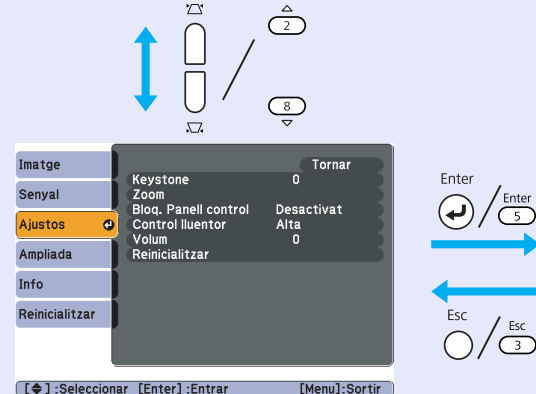 2
8
Imatge
Senyal
Ajustos
Ampliada
Info
Reinicialitzar
Tornar
Keystone 0
Zoom
Bloq. Panell control Desactivat
Control lluentor Alta
Volum 0
Reinicialitzar
[ ] :Seleccionar [Enter] :Entrar [Menu]:Sortir
Enter
Enter
5
Esc
Esc
3